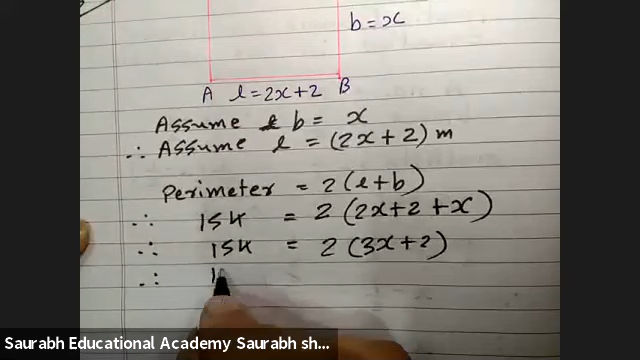 b = x
A l = 2x + 2 B
Assume b = x
∴ Assume l = (2x + 2) m
Perimeter = 2 (l + b)
∴ 154 = 2 (2x + 2 + x)
∴ 154 = 2 (3x + 2)
∴ 1
Saurabh Educational Academy Saurabh sh...